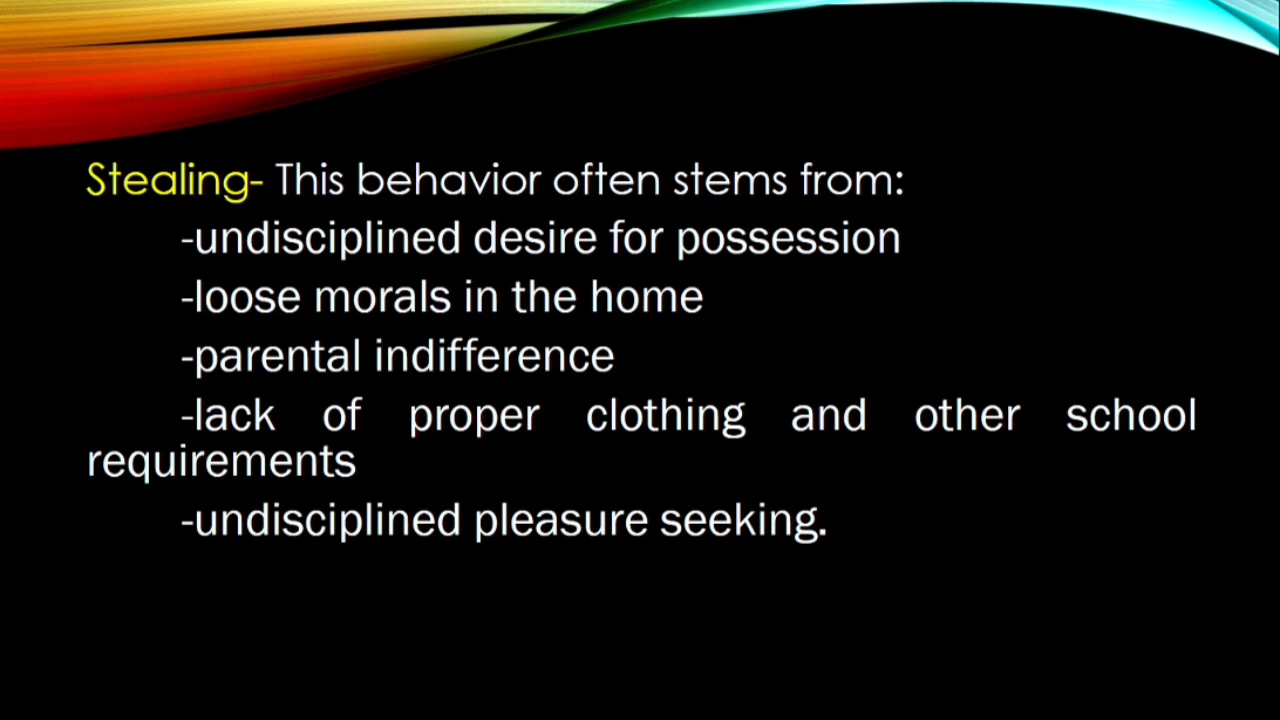 Stealing- This behavior often stems from:
-undisciplined desire for possession
-loose morals in the home
-parental indifference
-lack of proper clothing and other school
requirements
-undisciplined pleasure seeking.